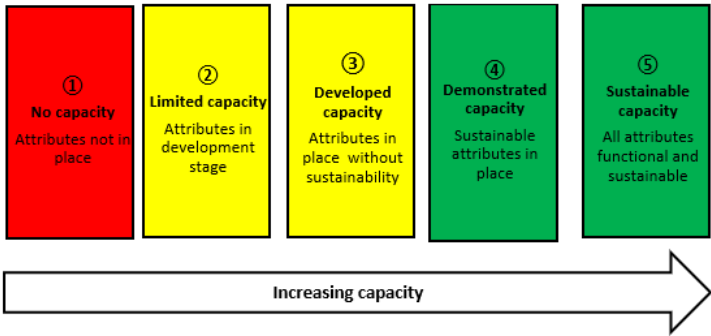 ①
No capacity
Attributes not in
place
②
Limited capacity
Attributes in
development
stage
③
Developed
capacity
Attributes in
place without
sustainability
④
Demonstrated
capacity
Sustainable
attributes in
place
⑤
Sustainable
capacity
All attributes
functional and
sustainable
Increasing capacity